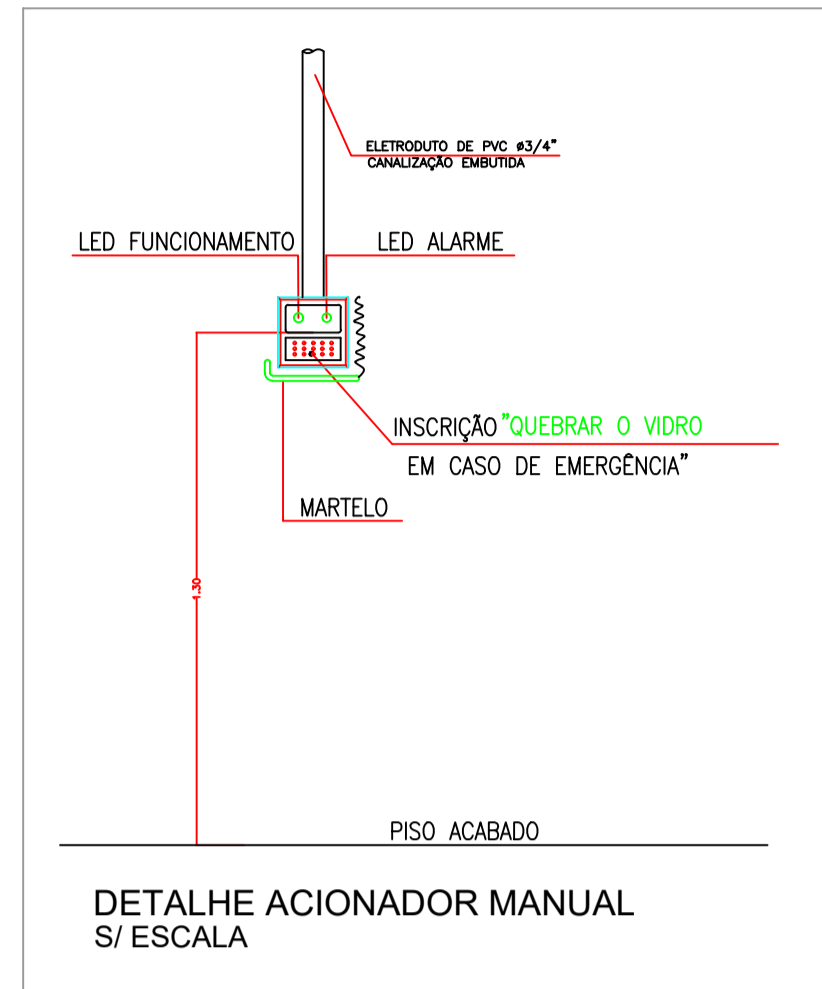 ELETRODUTO DE PVC ø3/4"
CANALIZAÇÃO EMBUTIDA
LED FUNCIONAMENTO
LED ALARME
INSCRIÇÃO "QUEBRAR O VIDRO
EM CASO DE EMERGÊNCIA"
MARTELO
1.30
PISO ACABADO
DETALHE ACIONADOR MANUAL
S/ ESCALA